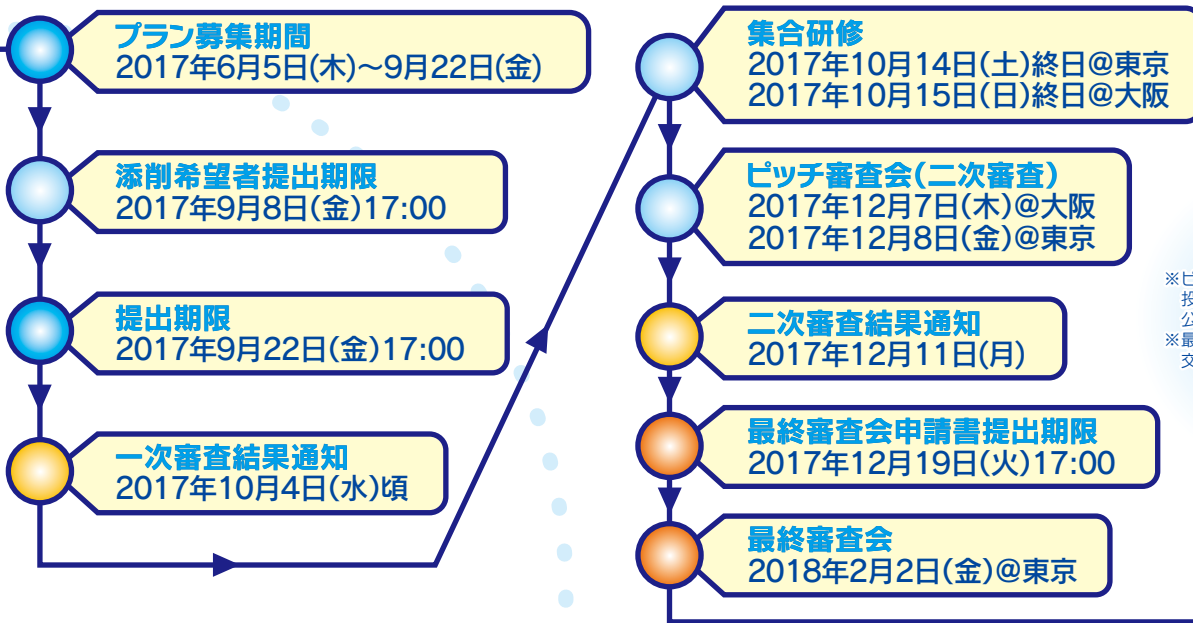 プラン募集期間
2017年6月5日(木)～9月22日(金)
添削希望者提出期限
2017年9月8日(金)17:00
提出期限
2017年9月22日(金)17:00
一次審査結果通知
2017年10月4日(水)頃
集合研修
2017年10月14日(土)終日@東京
2017年10月15日(日)終日@大阪
ピッチ審査会(二次審査)
2017年12月7日(木)@大阪
2017年12月8日(金)@東京
二次審査結果通知
2017年12月11日(月)
最終審査会申請書提出期限
2017年12月19日(火)17:00
最終審査会
2018年2月2日(金)@東京
※ピ
投
公
※最
交